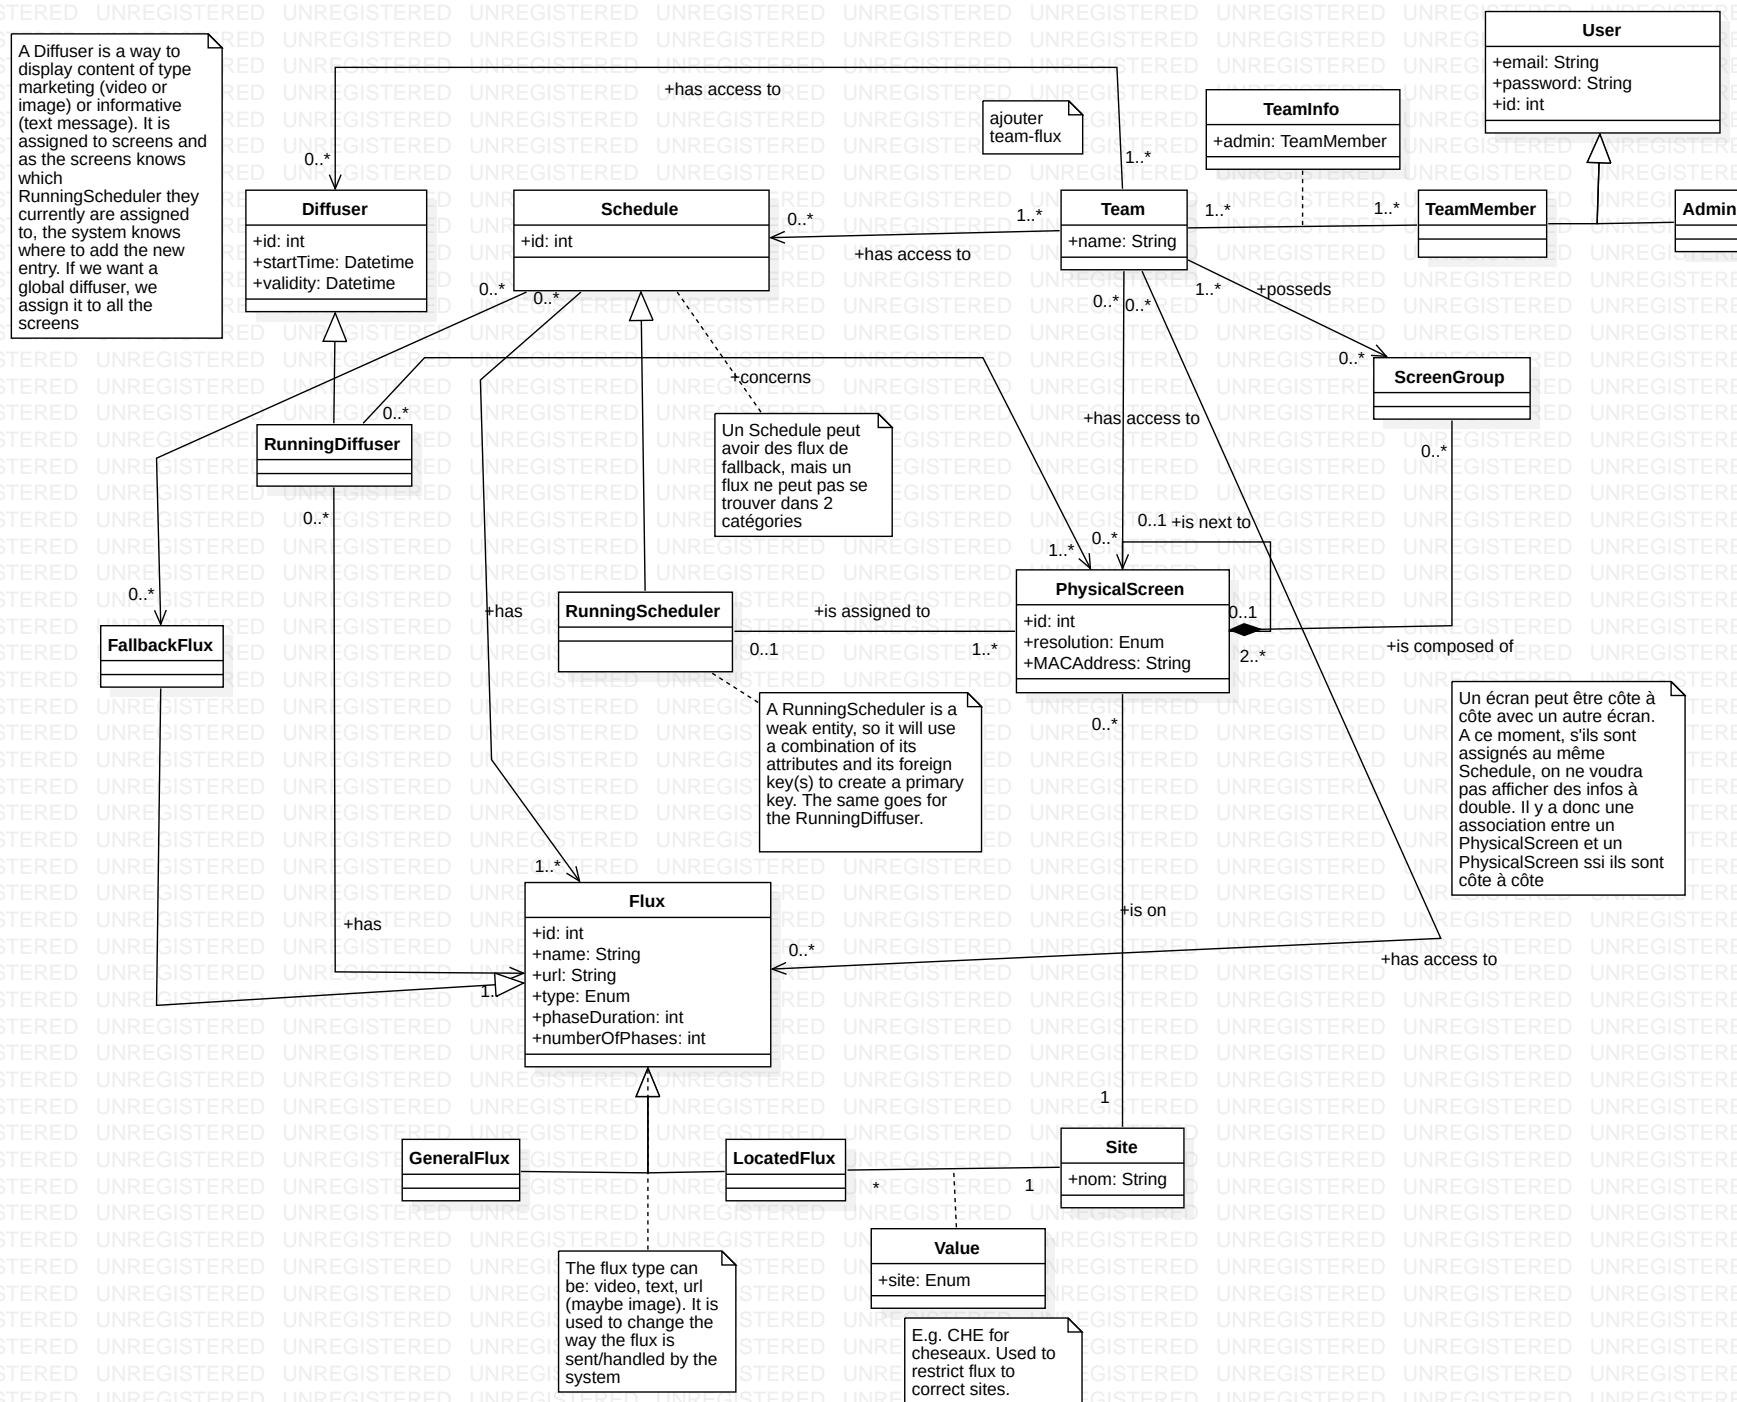 A Diffuser is a way to
display content of type
marketing (video or
image) or informative
(text message). It is
assigned to screens and
as the screens knows
which
RunningScheduler they
currently are assigned
to, the system knows
where to add the new
entry. If we want a
global diffuser, we
assign it to all the
screens
+has access to
0..*
1..*
ajouter
team-flux
TeamInfo
+admin: TeamMember
User
+email: String
+password: String
+id: int
Diffuser
+id: int
+startTime: Datetime
+validity: Datetime
Schedule
+id: int
0..*
1..*
+has access to
Team
+name: String
1..*
1..*
TeamMember
Admin
0..*
0..*
0..*
0..*
1..*
+posseds
0..*
ScreenGroup
+concerns
0..*
RunningDiffuser
0..*
Un Schedule peut
avoir des flux de
fallback, mais un
flux ne peut pas se
trouver dans 2
catégories
+has access to
0..*
0..1
+is next to
0..*
1..*
0..*
FallbackFlux
+has
RunningScheduler
+is assigned to
0..1
1..*
PhysicalScreen
+id: int
+resolution: Enum
+MACAddress: String
0..1
2..*
+is composed of
0..*
A RunningScheduler is a
weak entity, so it will use
a combination of its
attributes and its foreign
key(s) to create a primary
key. The same goes for
the RunningDiffuser.
Un écran peut être côte à
côte avec un autre écran.
A ce moment, s'ils sont
assignés au même
Schedule, on ne voudra
pas afficher des infos à
double. Il y a donc une
association entre un
PhysicalScreen et un
PhysicalScreen ssi ils sont
côte à côte
1..*
Flux
+id: int
+name: String
+url: String
+type: Enum
+phaseDuration: int
+numberOfPhases: int
+has
1..
0..*
+is on
+has access to
1
GeneralFlux
LocatedFlux
*
1
Site
+nom: String
Value
+site: Enum
The flux type can
be: video, text, url
(maybe image). It is
used to change the
way the flux is
sent/handled by the
system
E.g. CHE for
cheseaux. Used to
restrict flux to
correct sites.
UNREGISTERED